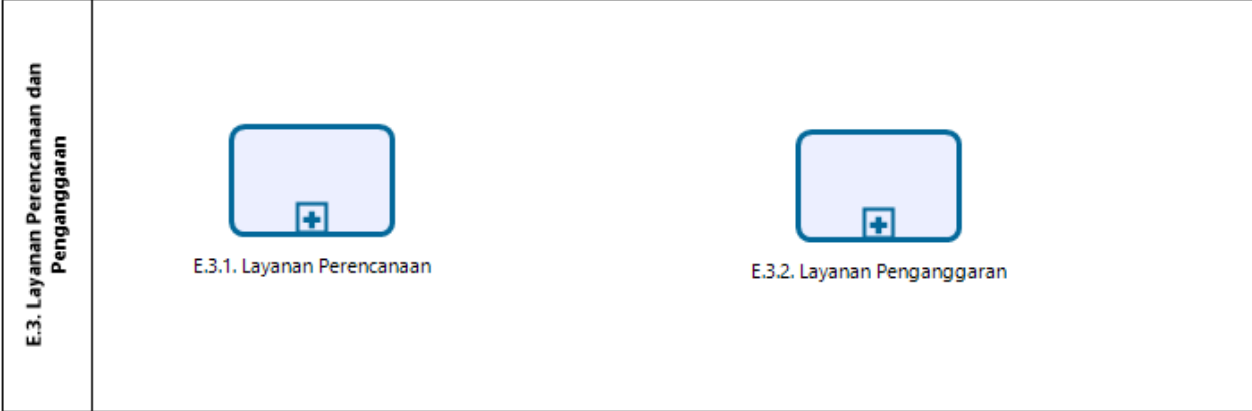 E.3. Layanan Perencanaan dan
Penganggaran
E.3.1. Layanan Perencanaan
E.3.2. Layanan Penganggaran